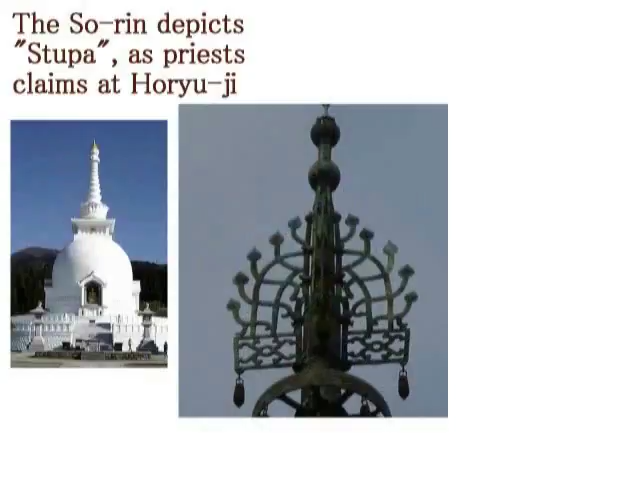 The So-rin depicts
"Stupa", as priests
claims at Horyu-ji